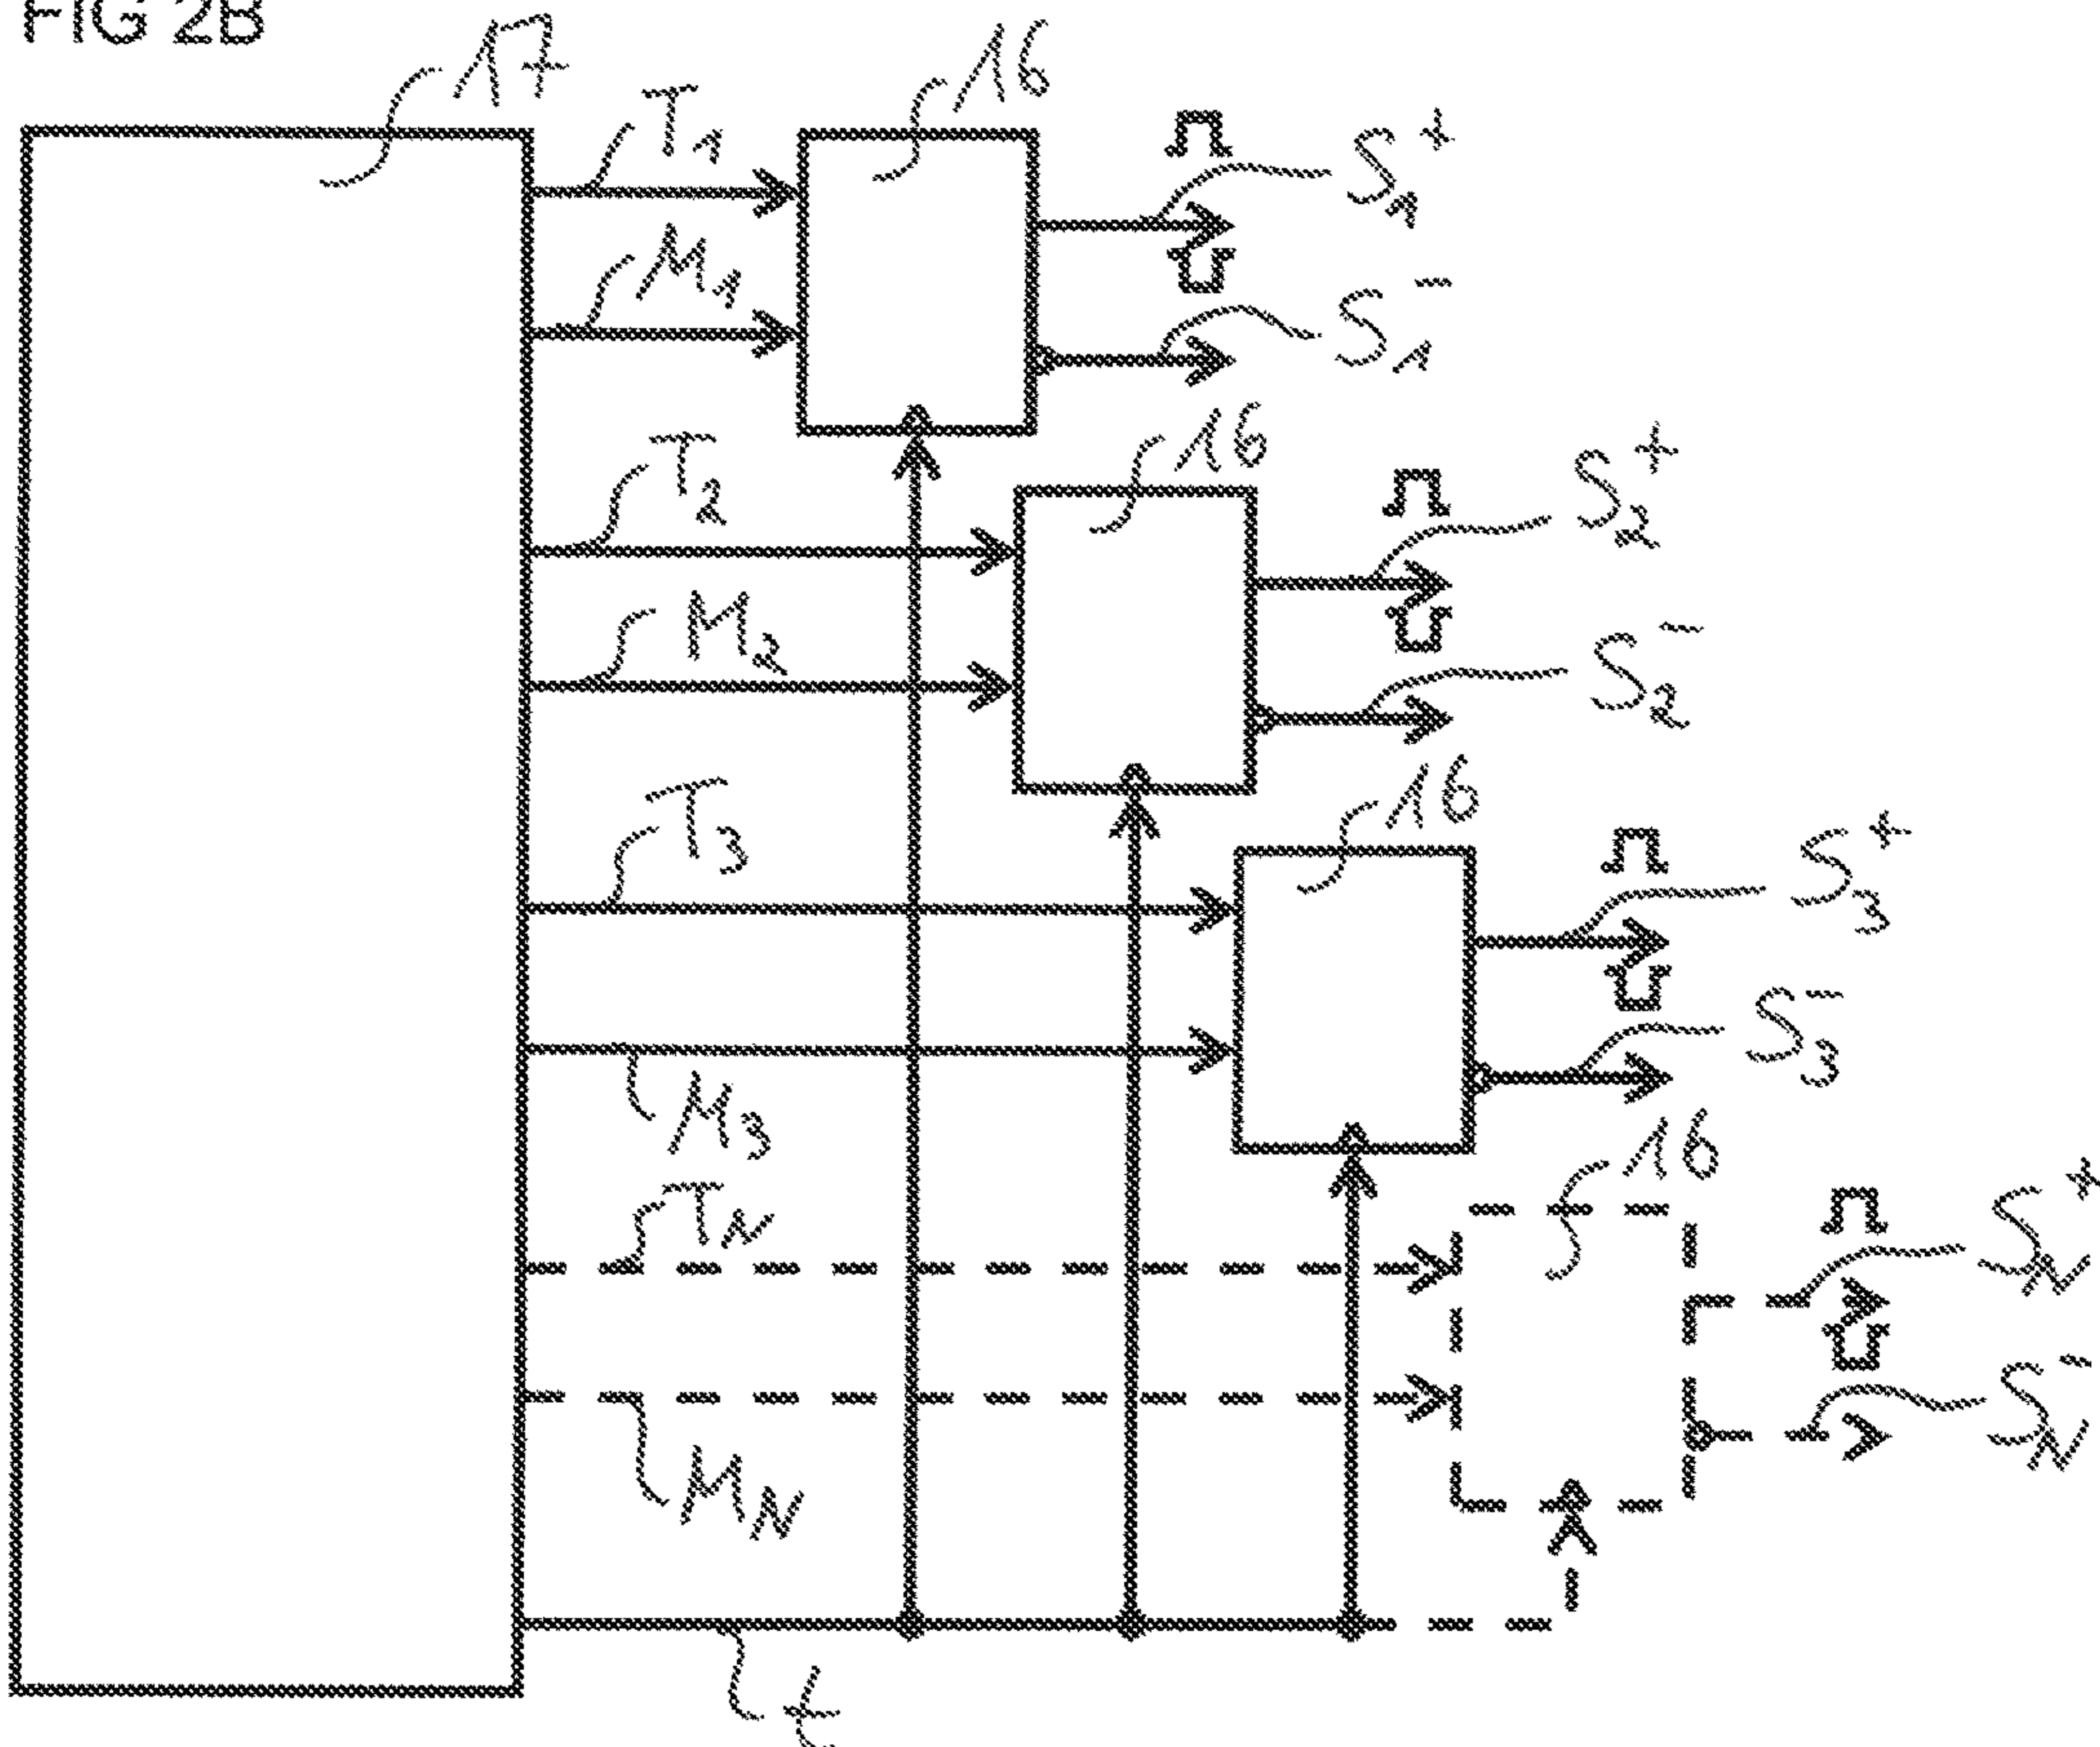 FIG 2B
17
16
T1
S1+
M1
S1-
16
T2
S2+
M2
S2-
16
T3
S3+
S3-
M3
16
TN
SN+
SN-
MN
t